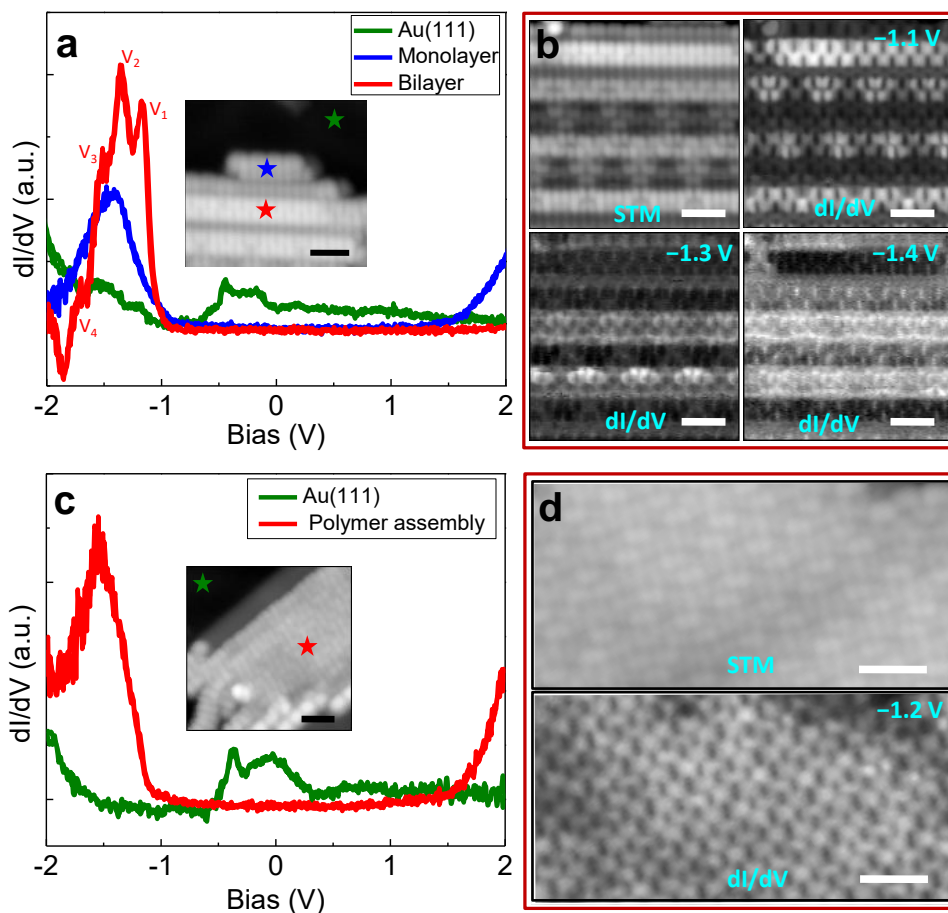 a
Au(111)
Monolayer
Bilayer
V2
V1
V3
V4
dI/dV (a.u.)
-2
-1
0
1
2
Bias (V)
b
STM
−1.1 V
dI/dV
−1.3 V
dI/dV
−1.4 V
dI/dV
c
Au(111)
Polymer assembly
dI/dV (a.u.)
-2
-1
0
1
2
Bias (V)
d
STM
−1.2 V
dI/dV